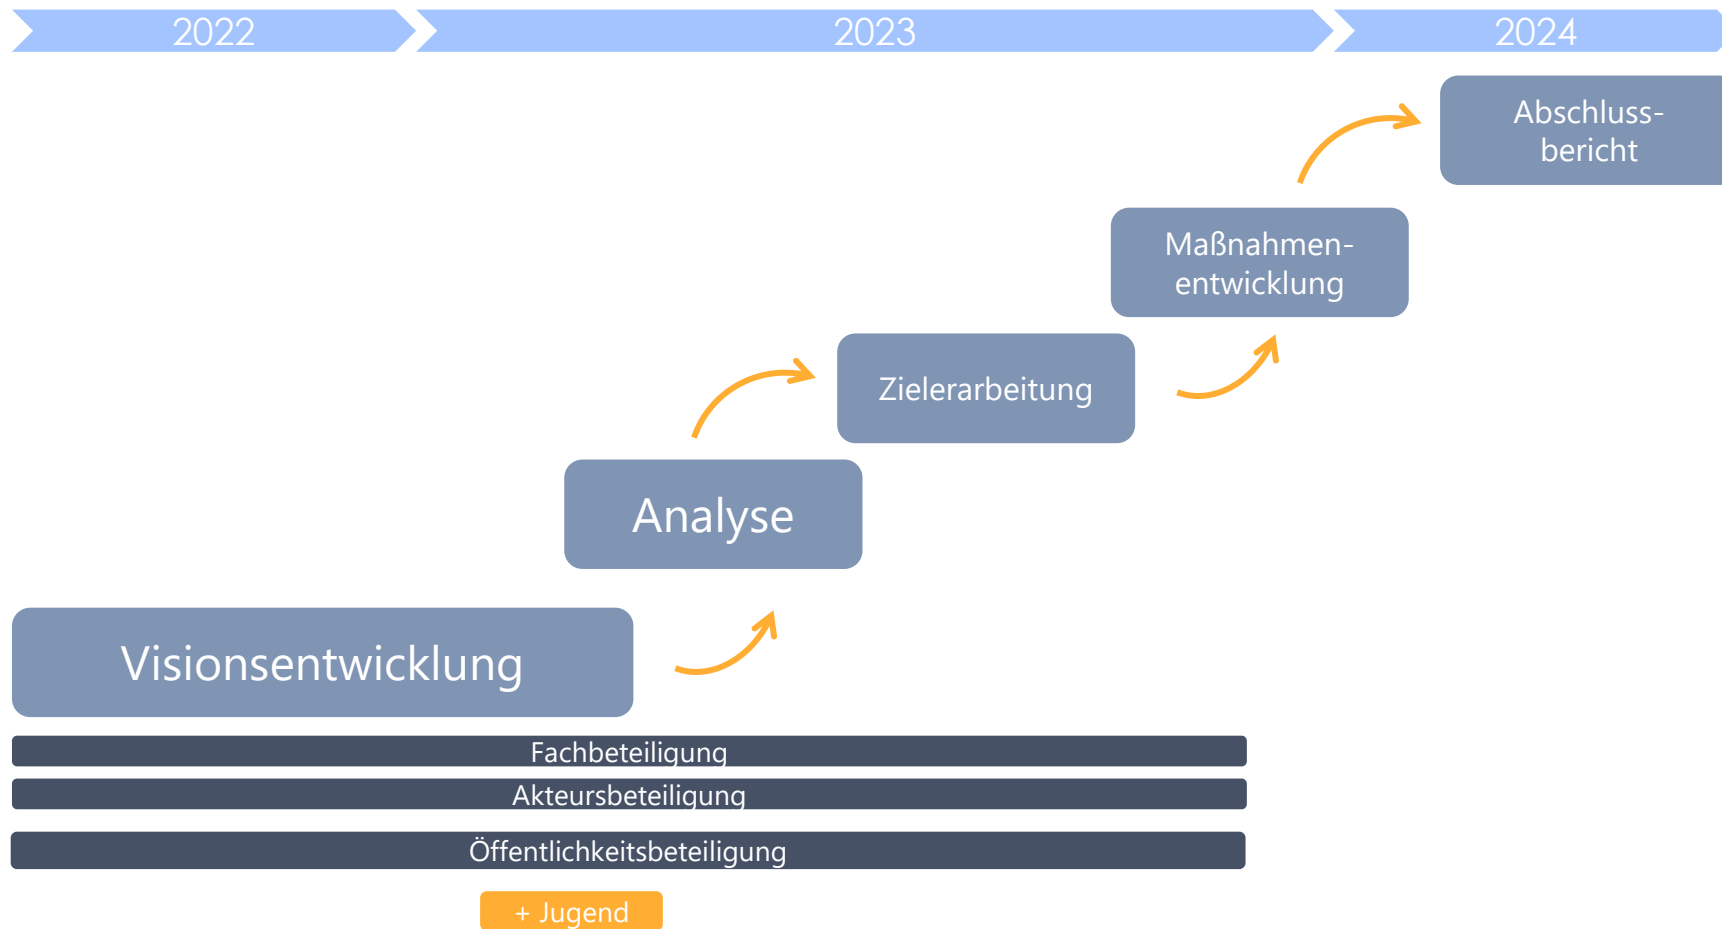 2022
2023
2024
Abschluss-
bericht
Maßnahmen-
entwicklung
Zielerarbeitung
Analyse
Visionsentwicklung
Fachbeteiligung
Akteursbeteiligung
Öffentlichkeitsbeteiligung
+ Jugend